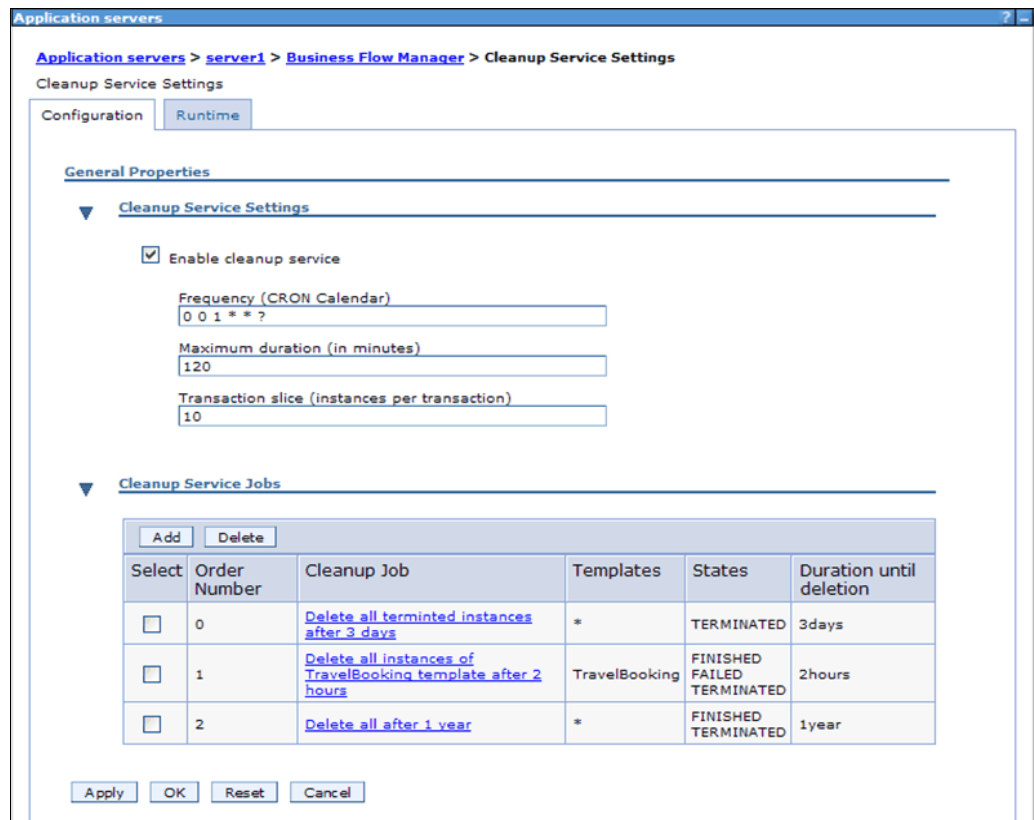 Application servers ? -
Application servers > server1 > Business Flow Manager > Cleanup Service Settings
Cleanup Service Settings
Configuration Runtime
General Properties
Cleanup Service Settings
Enable cleanup service
Frequency (CRON Calendar)
0 0 1 * * ?
Maximum duration (in minutes)
120
Transaction slice (instances per transaction)
10
Cleanup Service Jobs
Add Delete
Select Order Number Cleanup Job Templates States Duration until deletion
0 Delete all terminted instances after 3 days * TERMINATED 3days
1 Delete all instances of TravelBooking template after 2 hours TravelBooking FINISHED FAILED TERMINATED 2hours
2 Delete all after 1 year * FINISHED TERMINATED 1year
Apply OK Reset Cancel